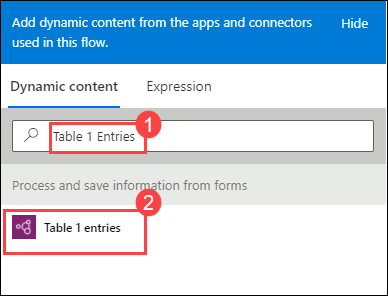 Add dynamic content from the apps and connectors
used in this flow.
Hide
Dynamic content
Expression
1
Table 1 Entries
Process and save information from forms
2
Table 1 entries